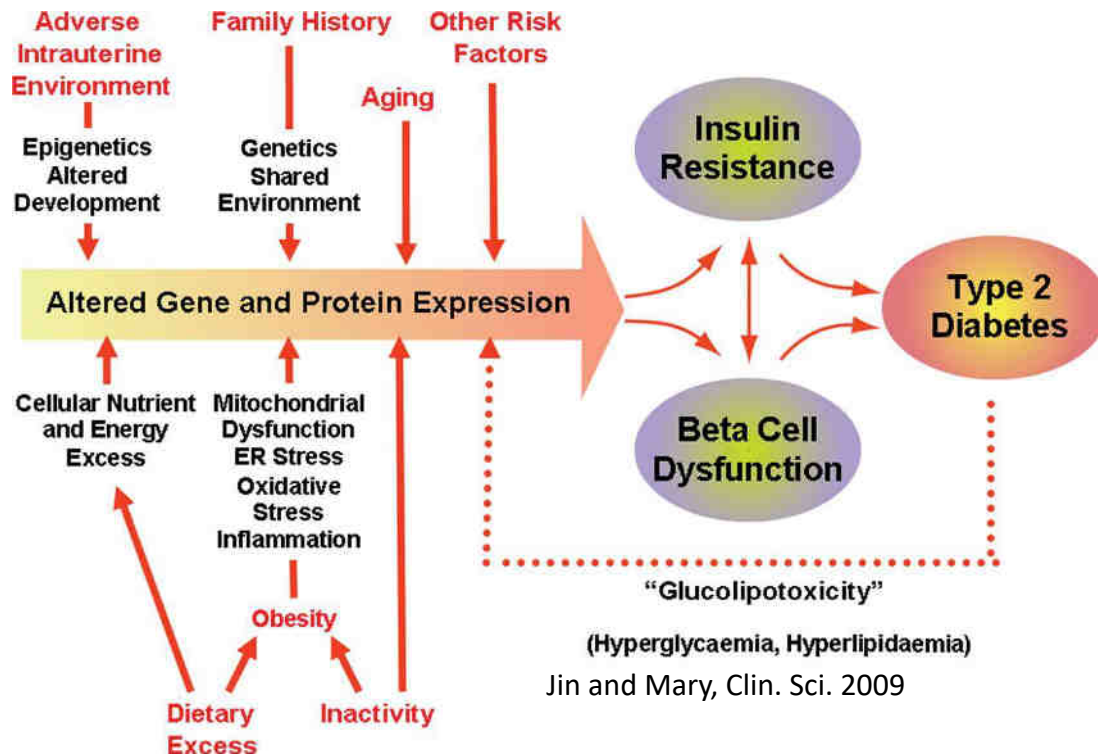 Adverse
Intrauterine
Environment
Family History
Other Risk
Factors
Aging
Epigenetics
Altered
Development
Genetics
Shared
Environment
Insulin
Resistance
Altered Gene and Protein Expression
Type 2
Diabetes
Cellular Nutrient
and Energy
Excess
Mitochondrial
Dysfunction
ER Stress
Oxidative
Stress
Inflammation
Beta Cell
Dysfunction
“Glucolipotoxicity”
(Hyperglycaemia, Hyperlipidaemia)
Obesity
Jin and Mary, Clin. Sci. 2009
Dietary
Excess
Inactivity